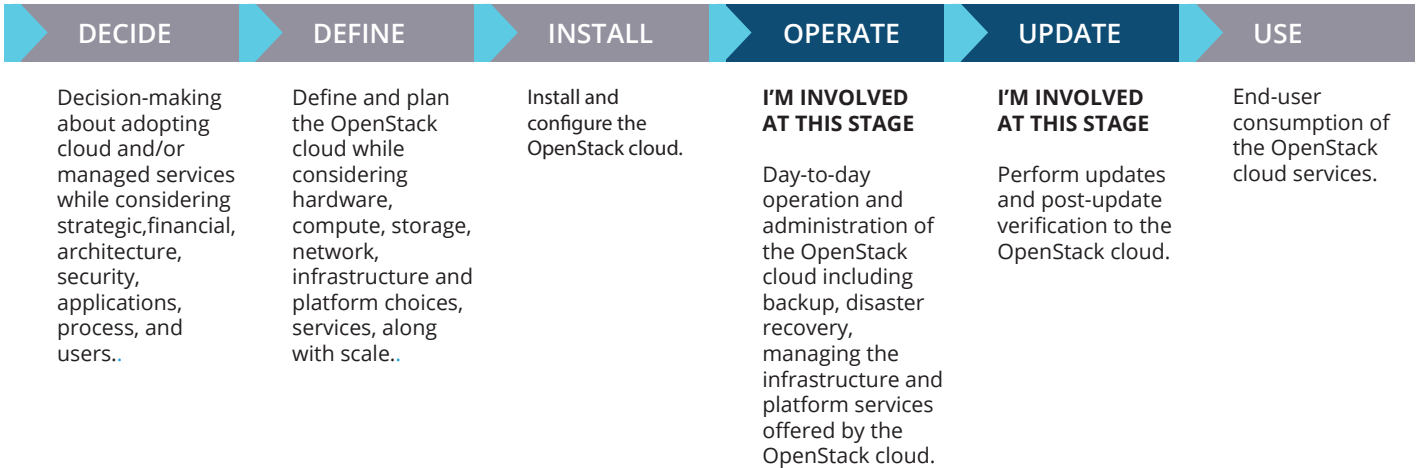 DECIDE
Decision-making
about adopting
cloud and/or
managed services
while considering
strategic,financial,
architecture,
security,
applications,
process, and
users..
DEFINE
Define and plan
the OpenStack
cloud while
considering
hardware,
compute, storage,
network,
infrastructure and
platform choices,
services, along
with scale..
INSTALL
Install and
configure the
OpenStack cloud.
OPERATE
I’M INVOLVED
AT THIS STAGE
Day-to-day
operation and
administration of
the OpenStack
cloud including
backup, disaster
recovery,
managing the
infrastructure and
platform services
offered by the
OpenStack cloud.
UPDATE
I’M INVOLVED
AT THIS STAGE
Perform updates
and post-update
verification to the
OpenStack cloud.
USE
End-user
consumption of
the OpenStack
cloud services.